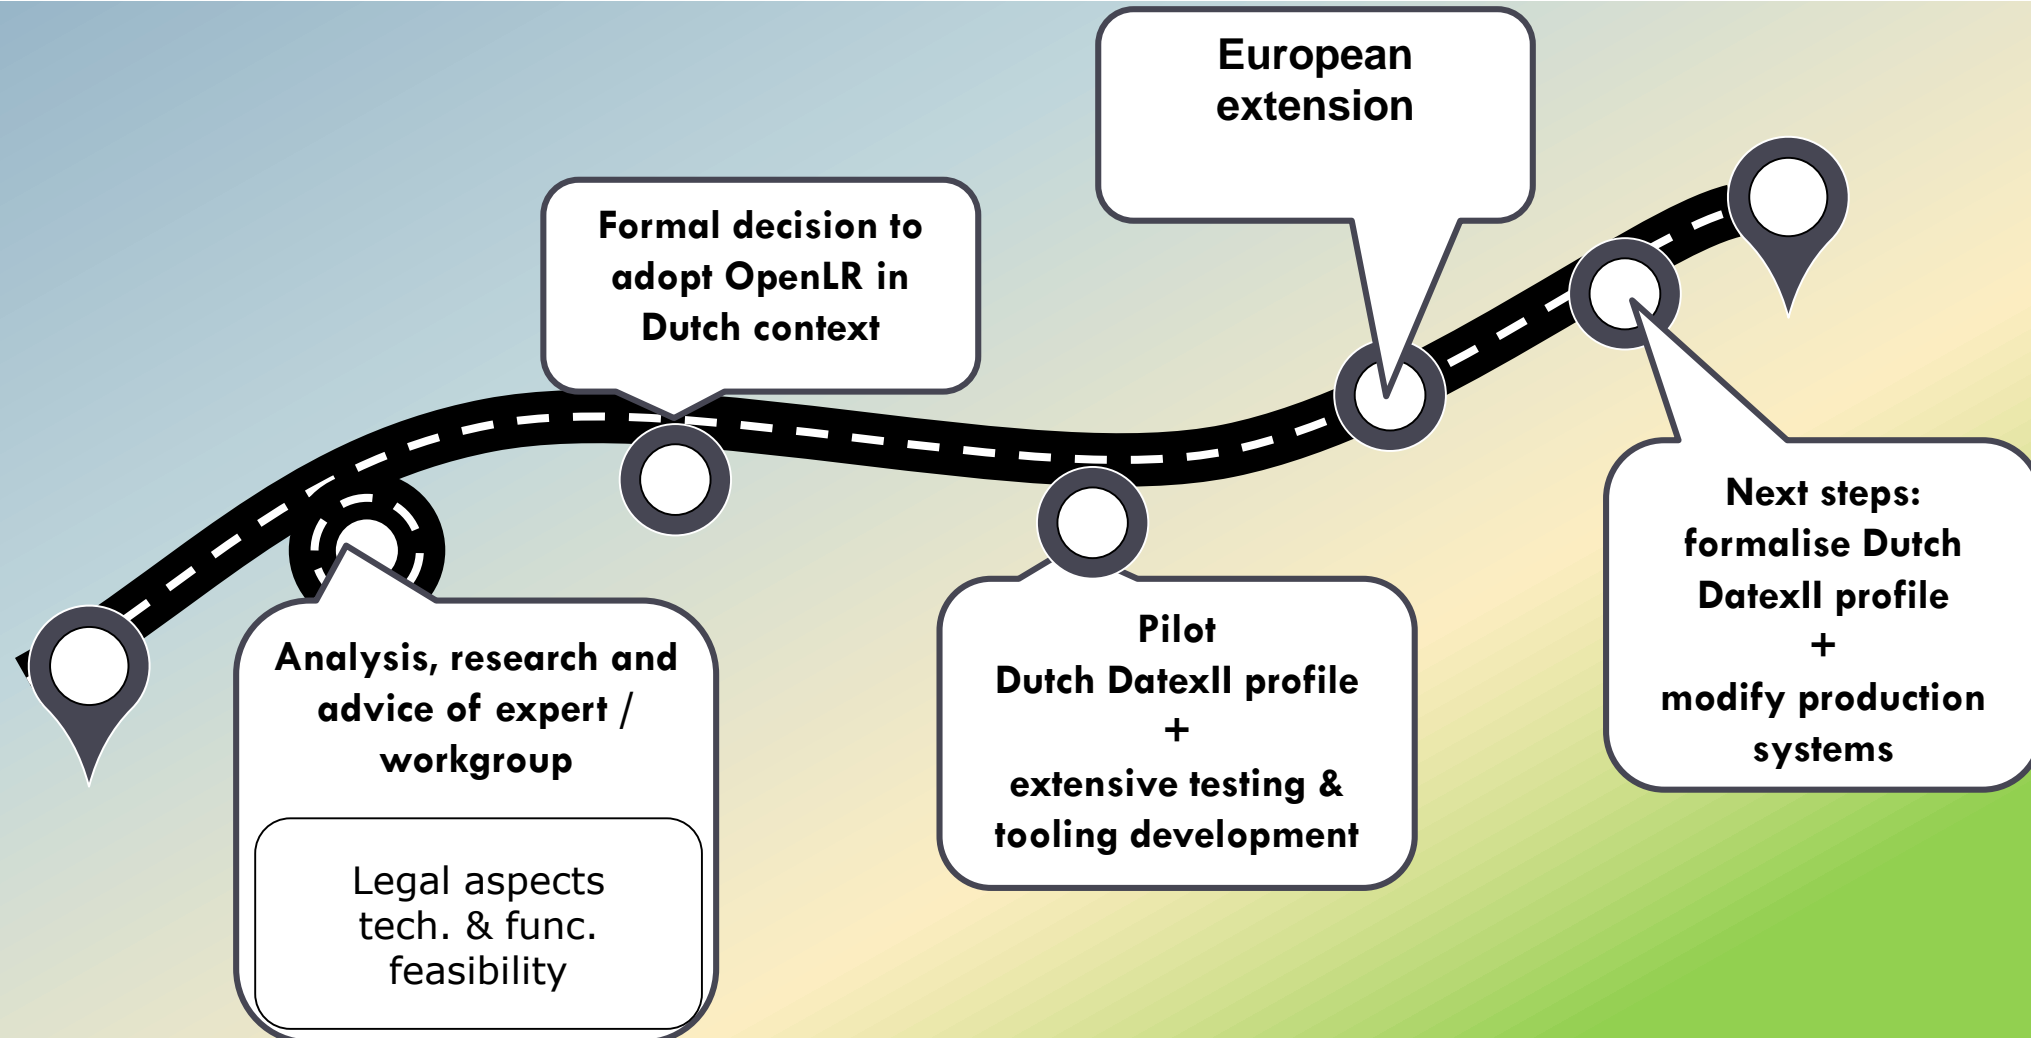 European
extension
Formal decision to
adopt OpenLR in
Dutch context
Analysis, research and
advice of expert /
workgroup
Legal aspects
tech. & func.
feasibility
Pilot
Dutch DatexII profile
+
extensive testing &
tooling development
Next steps:
formalise Dutch
DatexII profile
+
modify production
systems